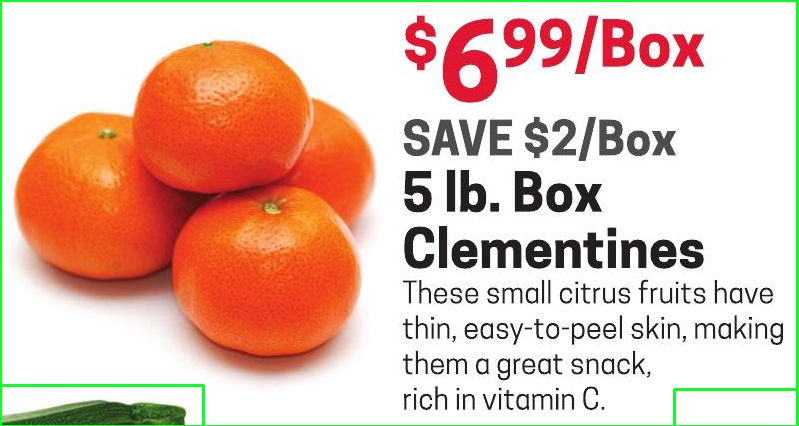 $6.99/Box
SAVE $2/Box
5 lb. Box
Clementines
These small citrus fruits have
thin, easy-to-peel skin, making
them a great snack,
rich in vitamin C.